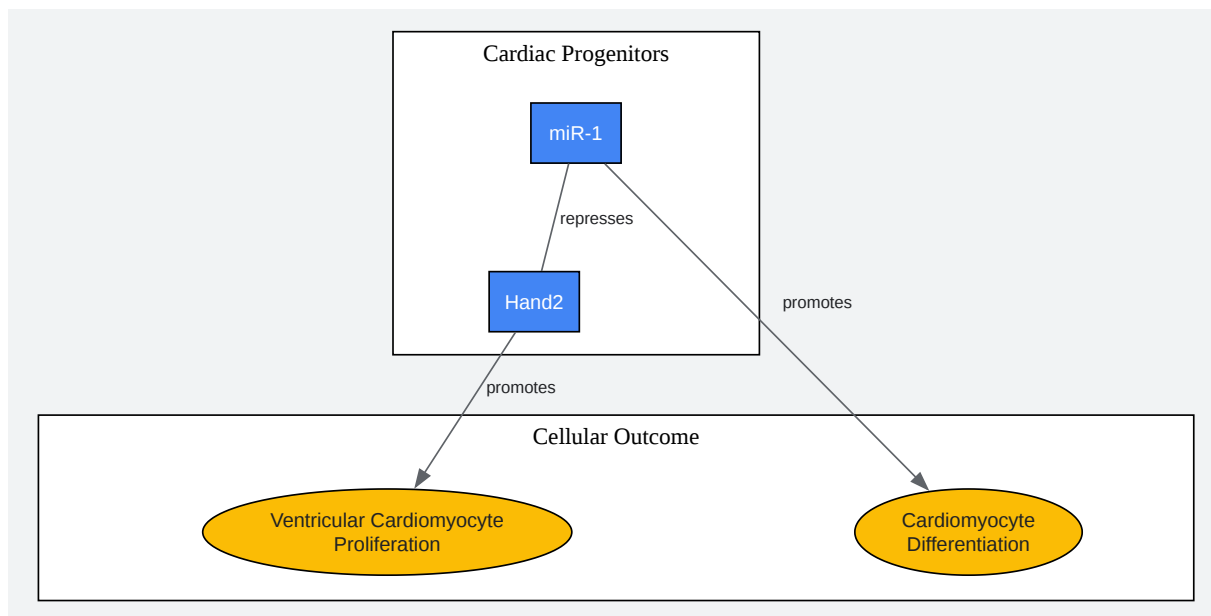 Cardiac Progenitors
miR-1
represses
Hand2
promotes
promotes
Cellular Outcome
Ventricular Cardiomyocyte
Proliferation
Cardiomyocyte
Differentiation